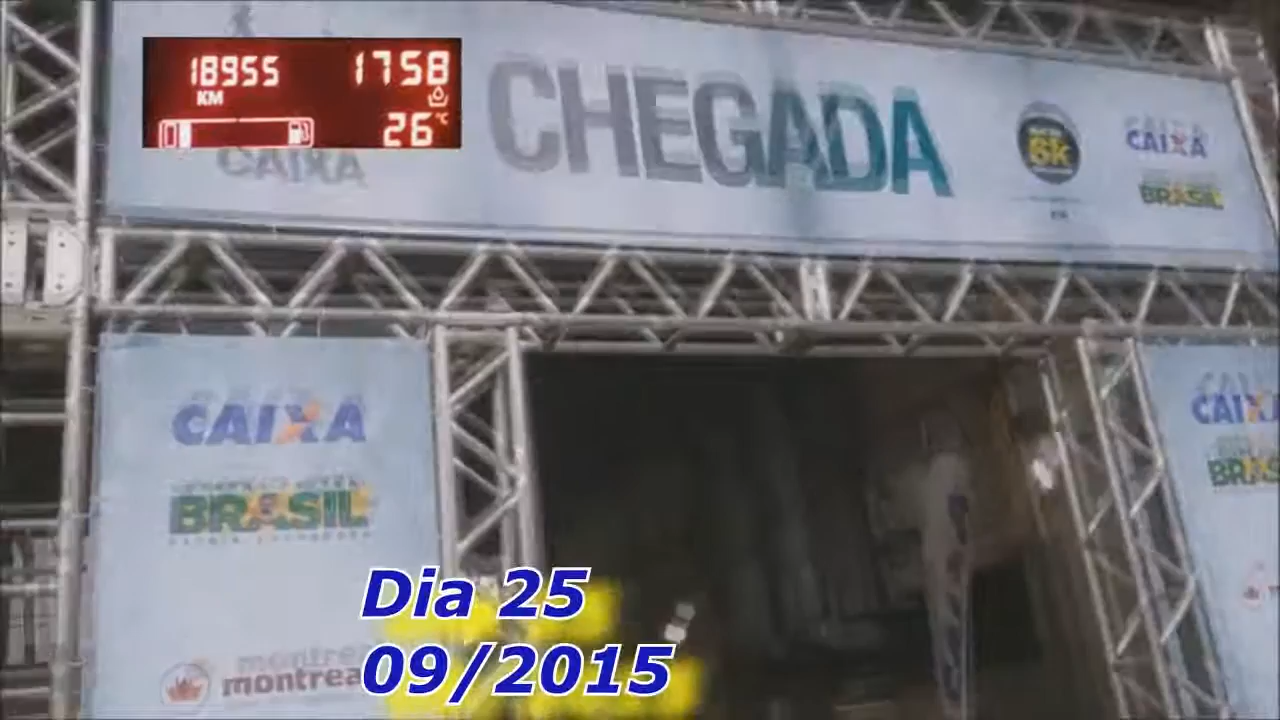 18955 1758
KM
26°C
CHEGADA
6k
CAIXA
BRASIL
CAIXA
CAIXA
BRASIL
CAIXA
BRASIL
montreal
Dia 25
09/2015